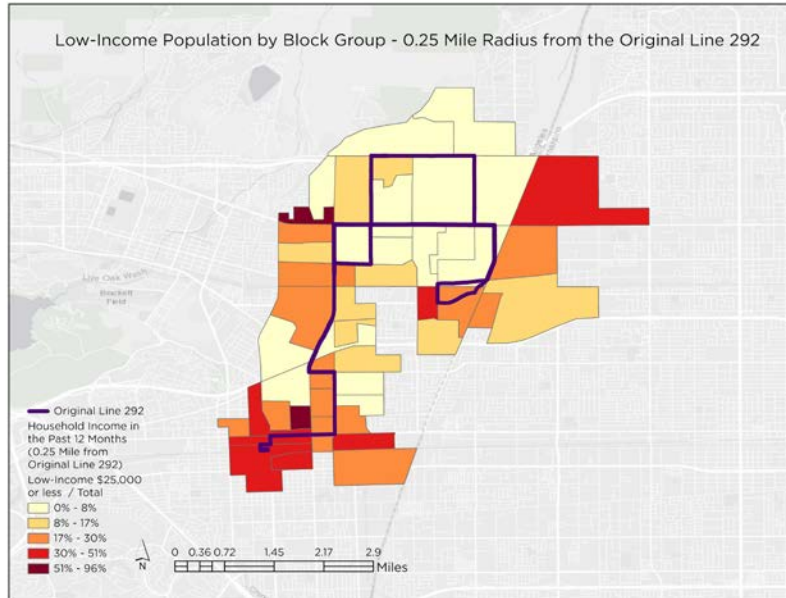 Low-Income Population by Block Group - 0.25 Mile Radius from the Original Line 292
Live Oak Wash
Brackett
Field
Original Line 292
Household Income in
the Past 12 Months
(0.25 Mile from
Original Line 292)
Low-Income $25,000
or less / Total
0% - 8%
8% - 17%
17% - 30%
30% - 51%
51% - 96%
N
0 0.36 0.72 1.45 2.17 2.9
Miles